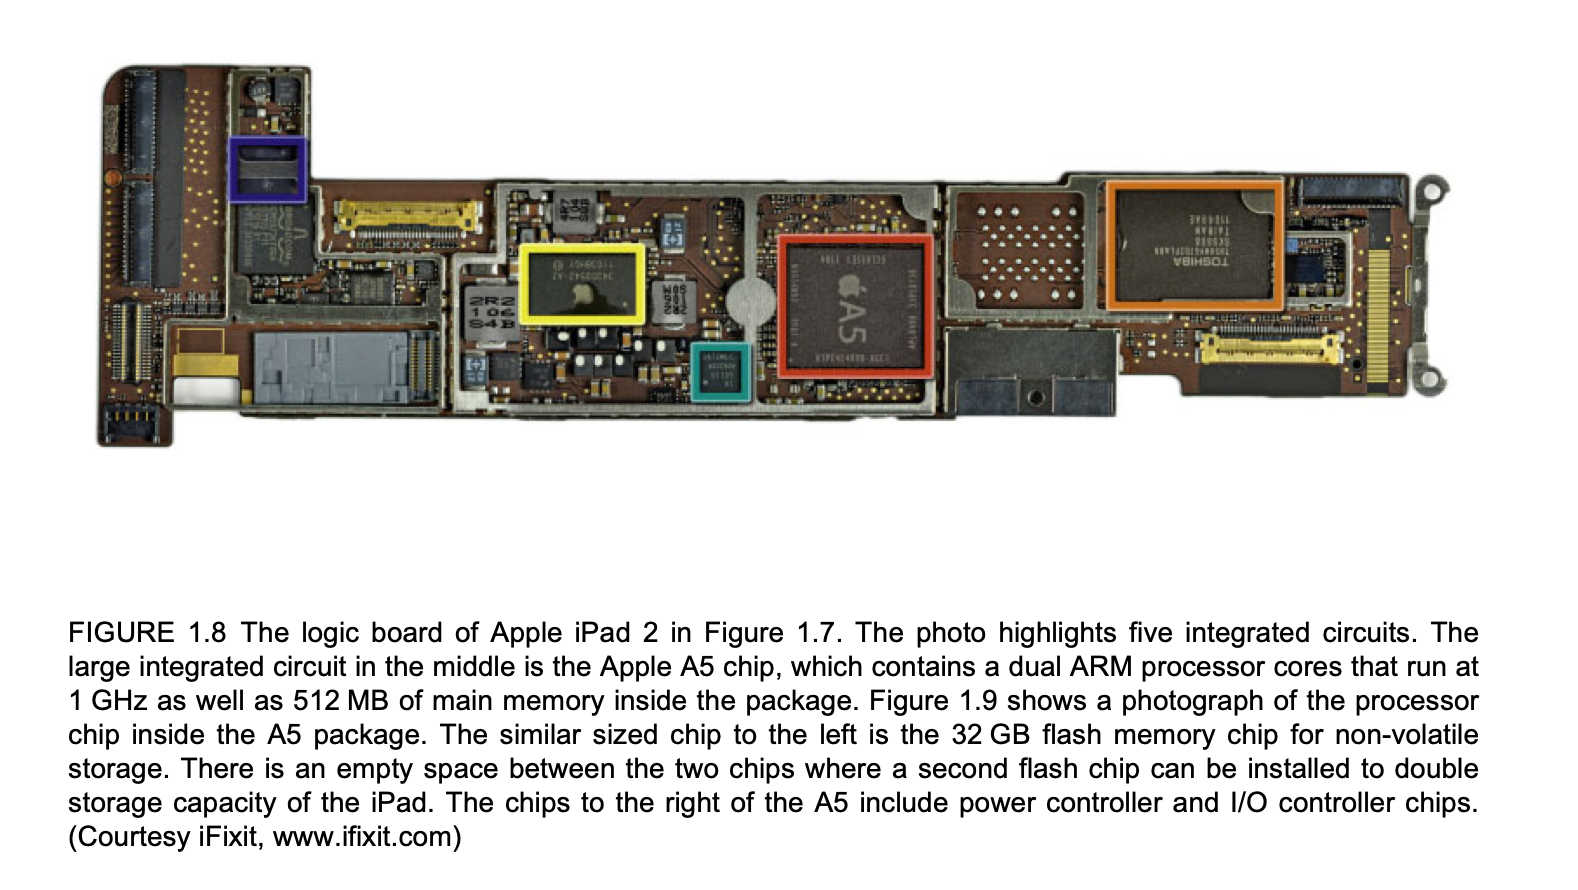 2R2
106
S4B
A5
TOSHIBA
FIGURE 1.8 The logic board of Apple iPad 2 in Figure 1.7. The photo highlights five integrated circuits. The
large integrated circuit in the middle is the Apple A5 chip, which contains a dual ARM processor cores that run at
1 GHz as well as 512 MB of main memory inside the package. Figure 1.9 shows a photograph of the processor
chip inside the A5 package. The similar sized chip to the left is the 32 GB flash memory chip for non-volatile
storage. There is an empty space between the two chips where a second flash chip can be installed to double
storage capacity of the iPad. The chips to the right of the A5 include power controller and I/O controller chips.
(Courtesy iFixit, www.ifixit.com)